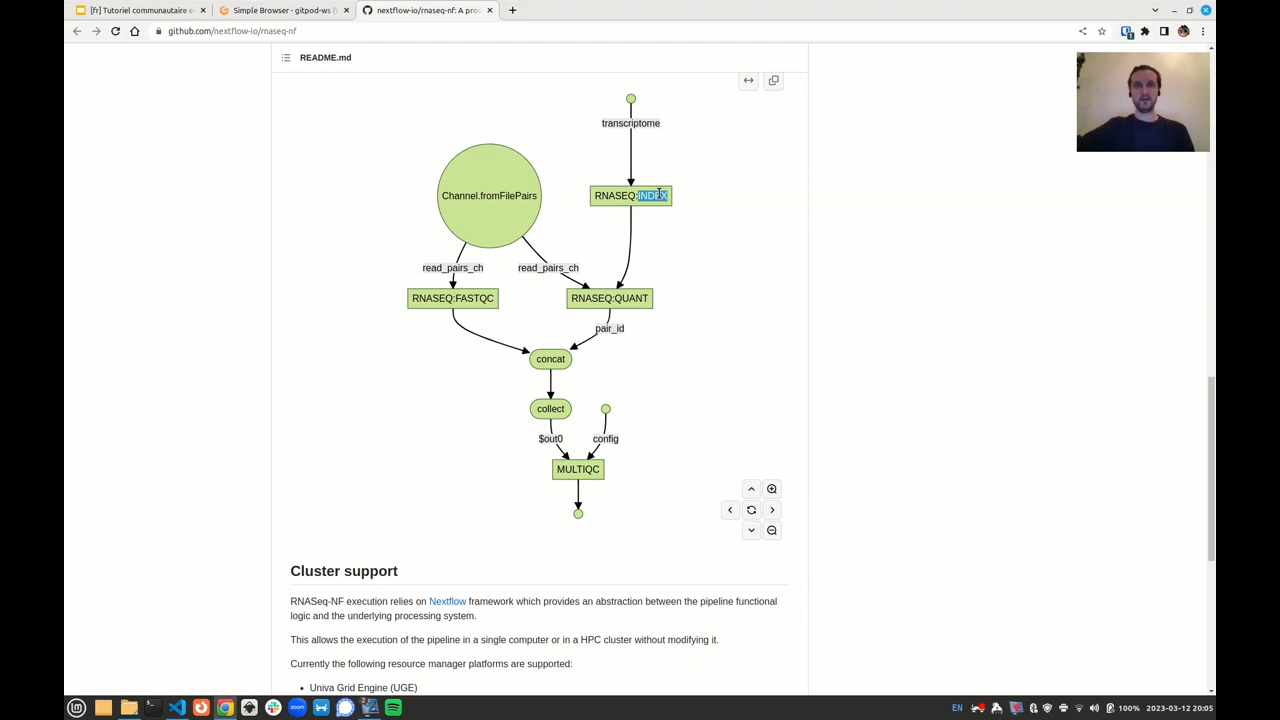 [fr] Tutoriel communautaire e
Simple Browser - gitpod-ws (
nextflow-io/rnaseq-nf: A pro
github.com/nextflow-io/rnaseq-nf
README.md
transcriptome
Channel.fromFilePairs
RNASEQ:INDEX
read_pairs_ch
read_pairs_ch
RNASEQ:FASTQC
RNASEQ:QUANT
pair_id
concat
collect
$out0
config
MULTIQC
Cluster support
RNASeq-NF execution relies on Nextflow framework which provides an abstraction between the pipeline functional
logic and the underlying processing system.
This allows the execution of the pipeline in a single computer or in a HPC cluster without modifying it.
Currently the following resource manager platforms are supported:
• Univa Grid Engine (UGE)
zoom
EN
100%
2023-03-12 20:05